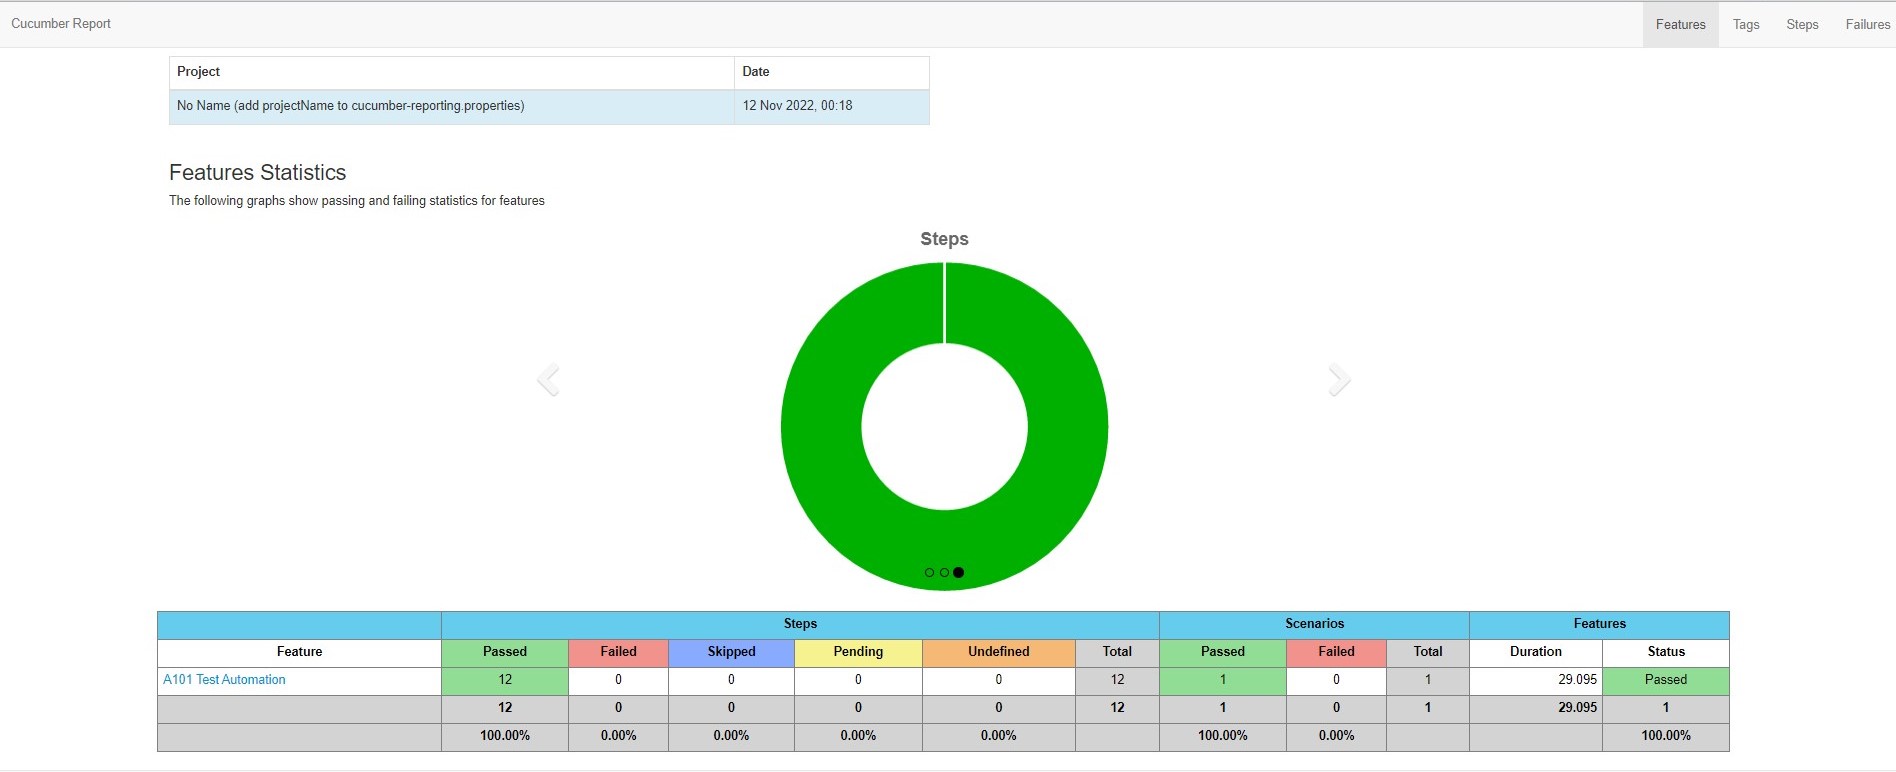 Cucumber Report Features Tags Steps Failures
Project Date
No Name (add projectName to cucumber-reporting.properties) 12 Nov 2022, 00:18
Features Statistics
The following graphs show passing and failing statistics for features
Steps
Steps Scenarios Features
Feature Passed Failed Skipped Pending Undefined Total Passed Failed Total Duration Status
A101 Test Automation 12 0 0 0 0 12 1 0 1 29.095 Passed
12 0 0 0 0 12 1 0 1 29.095 1
100.00% 0.00% 0.00% 0.00% 0.00% 100.00% 0.00% 100.00%